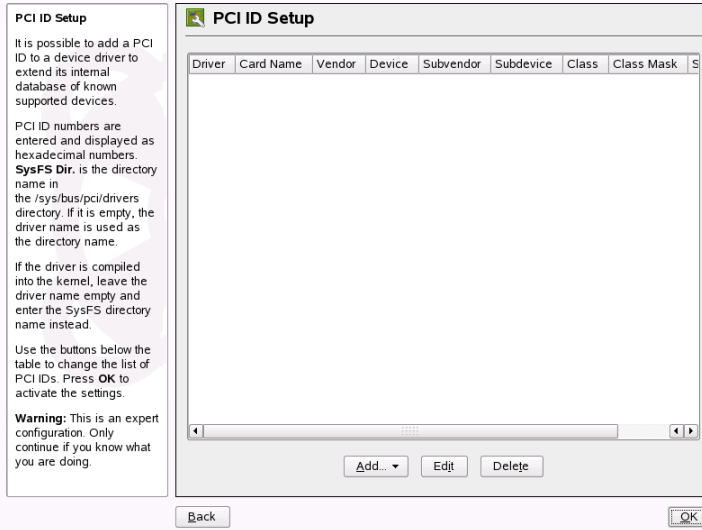 PCI ID Setup
It is possible to add a PCI
ID to a device driver to
extend its internal
database of known
supported devices.
PCI ID numbers are
entered and displayed as
hexadecimal numbers.
SysFS Dir. is the directory
name in
the /sys/bus/pci/drivers
directory. If it is empty, the
driver name is used as
the directory name.
If the driver is compiled
into the kernel, leave the
driver name empty and
enter the SysFS directory
name instead.
Use the buttons below the
table to change the list of
PCI IDs. Press OK to
activate the settings.
Warning: This is an expert
configuration. Only
continue if you know what
you are doing.
PCI ID Setup
Driver Card Name Vendor Device Subvendor Subdevice Class Class Mask S
Add... Edit Delete
Back OK